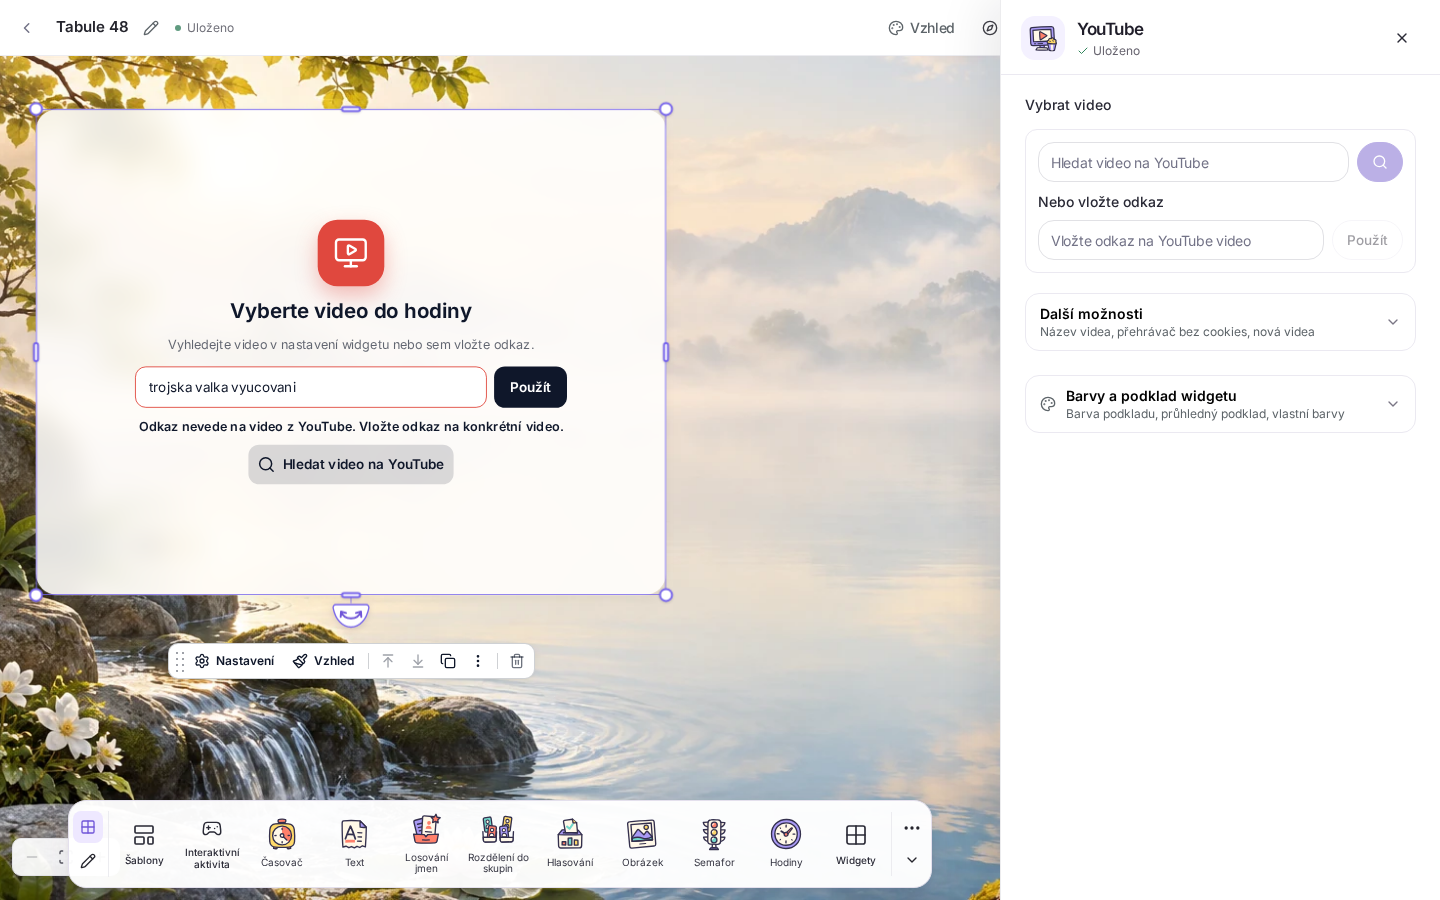 Tabule 48
Uloženo
Vzhled
YouTube
Uloženo
Vybrat video
Hledat video na YouTube
Nebo vložte odkaz
Vložte odkaz na YouTube video
Použít
Další možnosti
Název videa, přehrávač bez cookies, nová videa
Barvy a podklad widgetu
Barva podkladu, průhledný podklad, vlastní barvy
Vyberte video do hodiny
Vyhledejte video v nastavení widgetu nebo sem vložte odkaz.
trojska valka vyucovani
Použít
Odkaz nevede na video z YouTube. Vložte odkaz na konkrétní video.
Hledat video na YouTube
Nastavení
Vzhled
Šablony
Interaktivní
aktivita
Časovač
Text
Losování
jmen
Rozdělení do
skupin
Hlasování
Obrázek
Semafor
Hodiny
Widgety